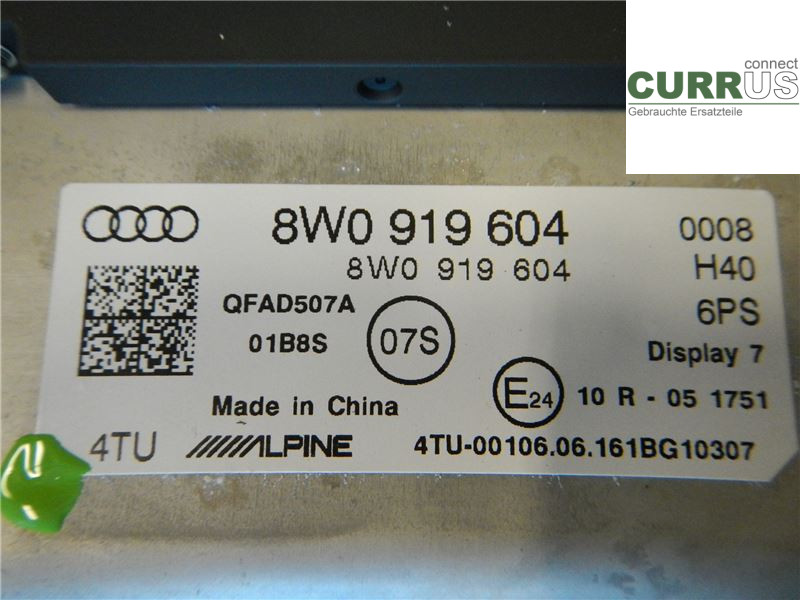 connect
CURRUS
Gebrauchte Ersatzteile
8W0 919 604 0008
8W0 919 604 H40
QFAD507A 6PS
01B8S 07S Display 7
Made in China E24 10 R - 05 1751
4TU ALPINE 4TU-00106.06.161BG10307